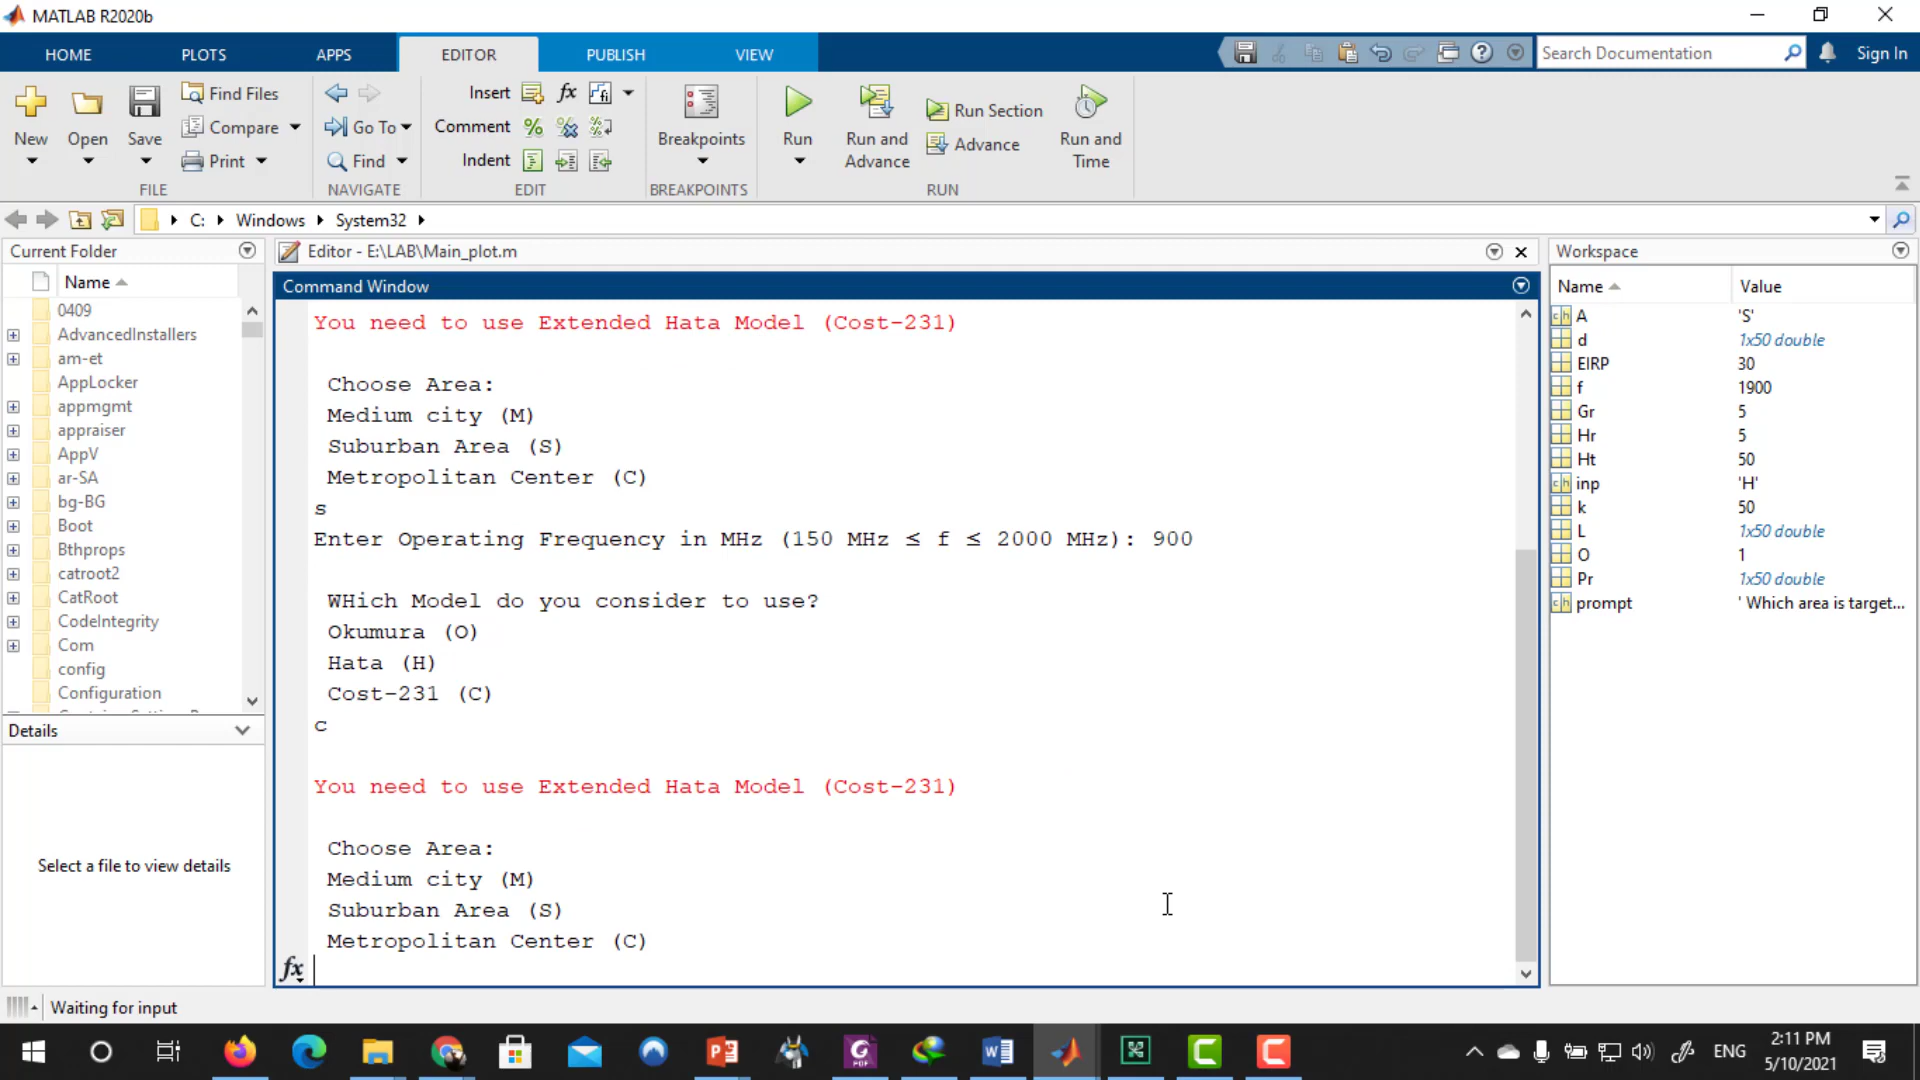 MATLAB R2020b
HOME PLOTS APPS EDITOR PUBLISH VIEW
Search Documentation
Sign In
New
Open
Save
Find Files
Compare
Print
FILE
Go To
Find
NAVIGATE
Insert
Comment
Indent
EDIT
Breakpoints
BREAKPOINTS
Run
Run and Advance
Run Section
Advance
Run and Time
RUN
C: Windows System32
Current Folder
Name
0409
AdvancedInstallers
am-et
AppLocker
appmgmt
appraiser
AppV
ar-SA
bg-BG
Boot
Bthprops
catroot2
CatRoot
CodeIntegrity
Com
config
Configuration
Details
Select a file to view details
Editor - E:\LAB\Main_plot.m
Command Window
You need to use Extended Hata Model (Cost-231)
Choose Area:
Medium city (M)
Suburban Area (S)
Metropolitan Center (C)
s
Enter Operating Frequency in MHz (150 MHz ≤ f ≤ 2000 MHz): 900
WHich Model do you consider to use?
Okumura (O)
Hata (H)
Cost-231 (C)
c
You need to use Extended Hata Model (Cost-231)
Choose Area:
Medium city (M)
Suburban Area (S)
Metropolitan Center (C)
fx
Workspace
Name Value
A 'S'
d 1x50 double
EIRP 30
f 1900
Gr 5
Hr 5
Ht 50
inp 'H'
k 50
L 1x50 double
O 1
Pr 1x50 double
prompt ' Which area is target...
Waiting for input
ENG
2:11 PM
5/10/2021